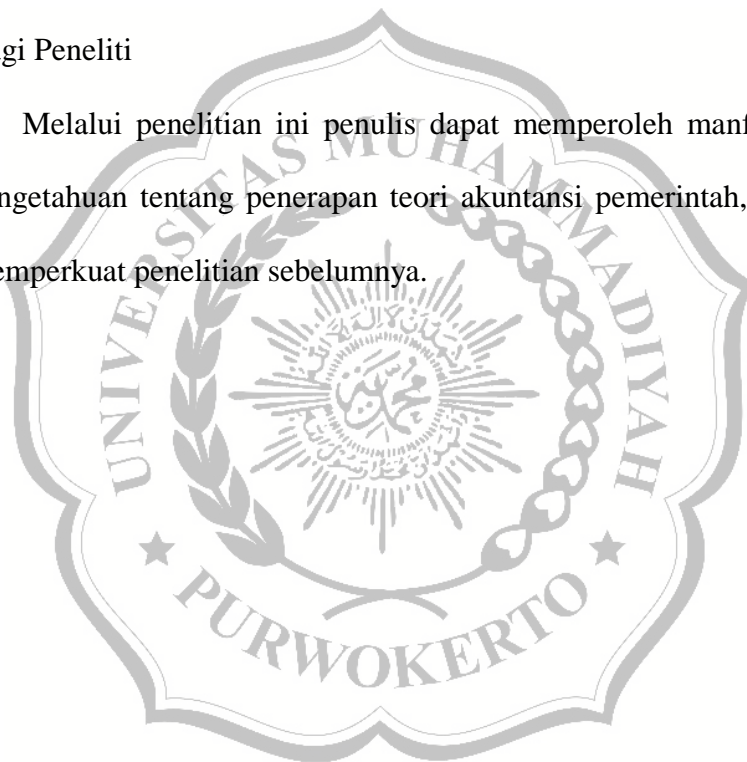 gi Peneliti
Melalui penelitian ini penulis dapat memperoleh manf
ngetahuan tentang penerapan teori akuntansi pemerintah,
emperkuat penelitian sebelumnya.
UNIVERSITAS MUHAMMADIYAH
PURWOKERTO
محمد